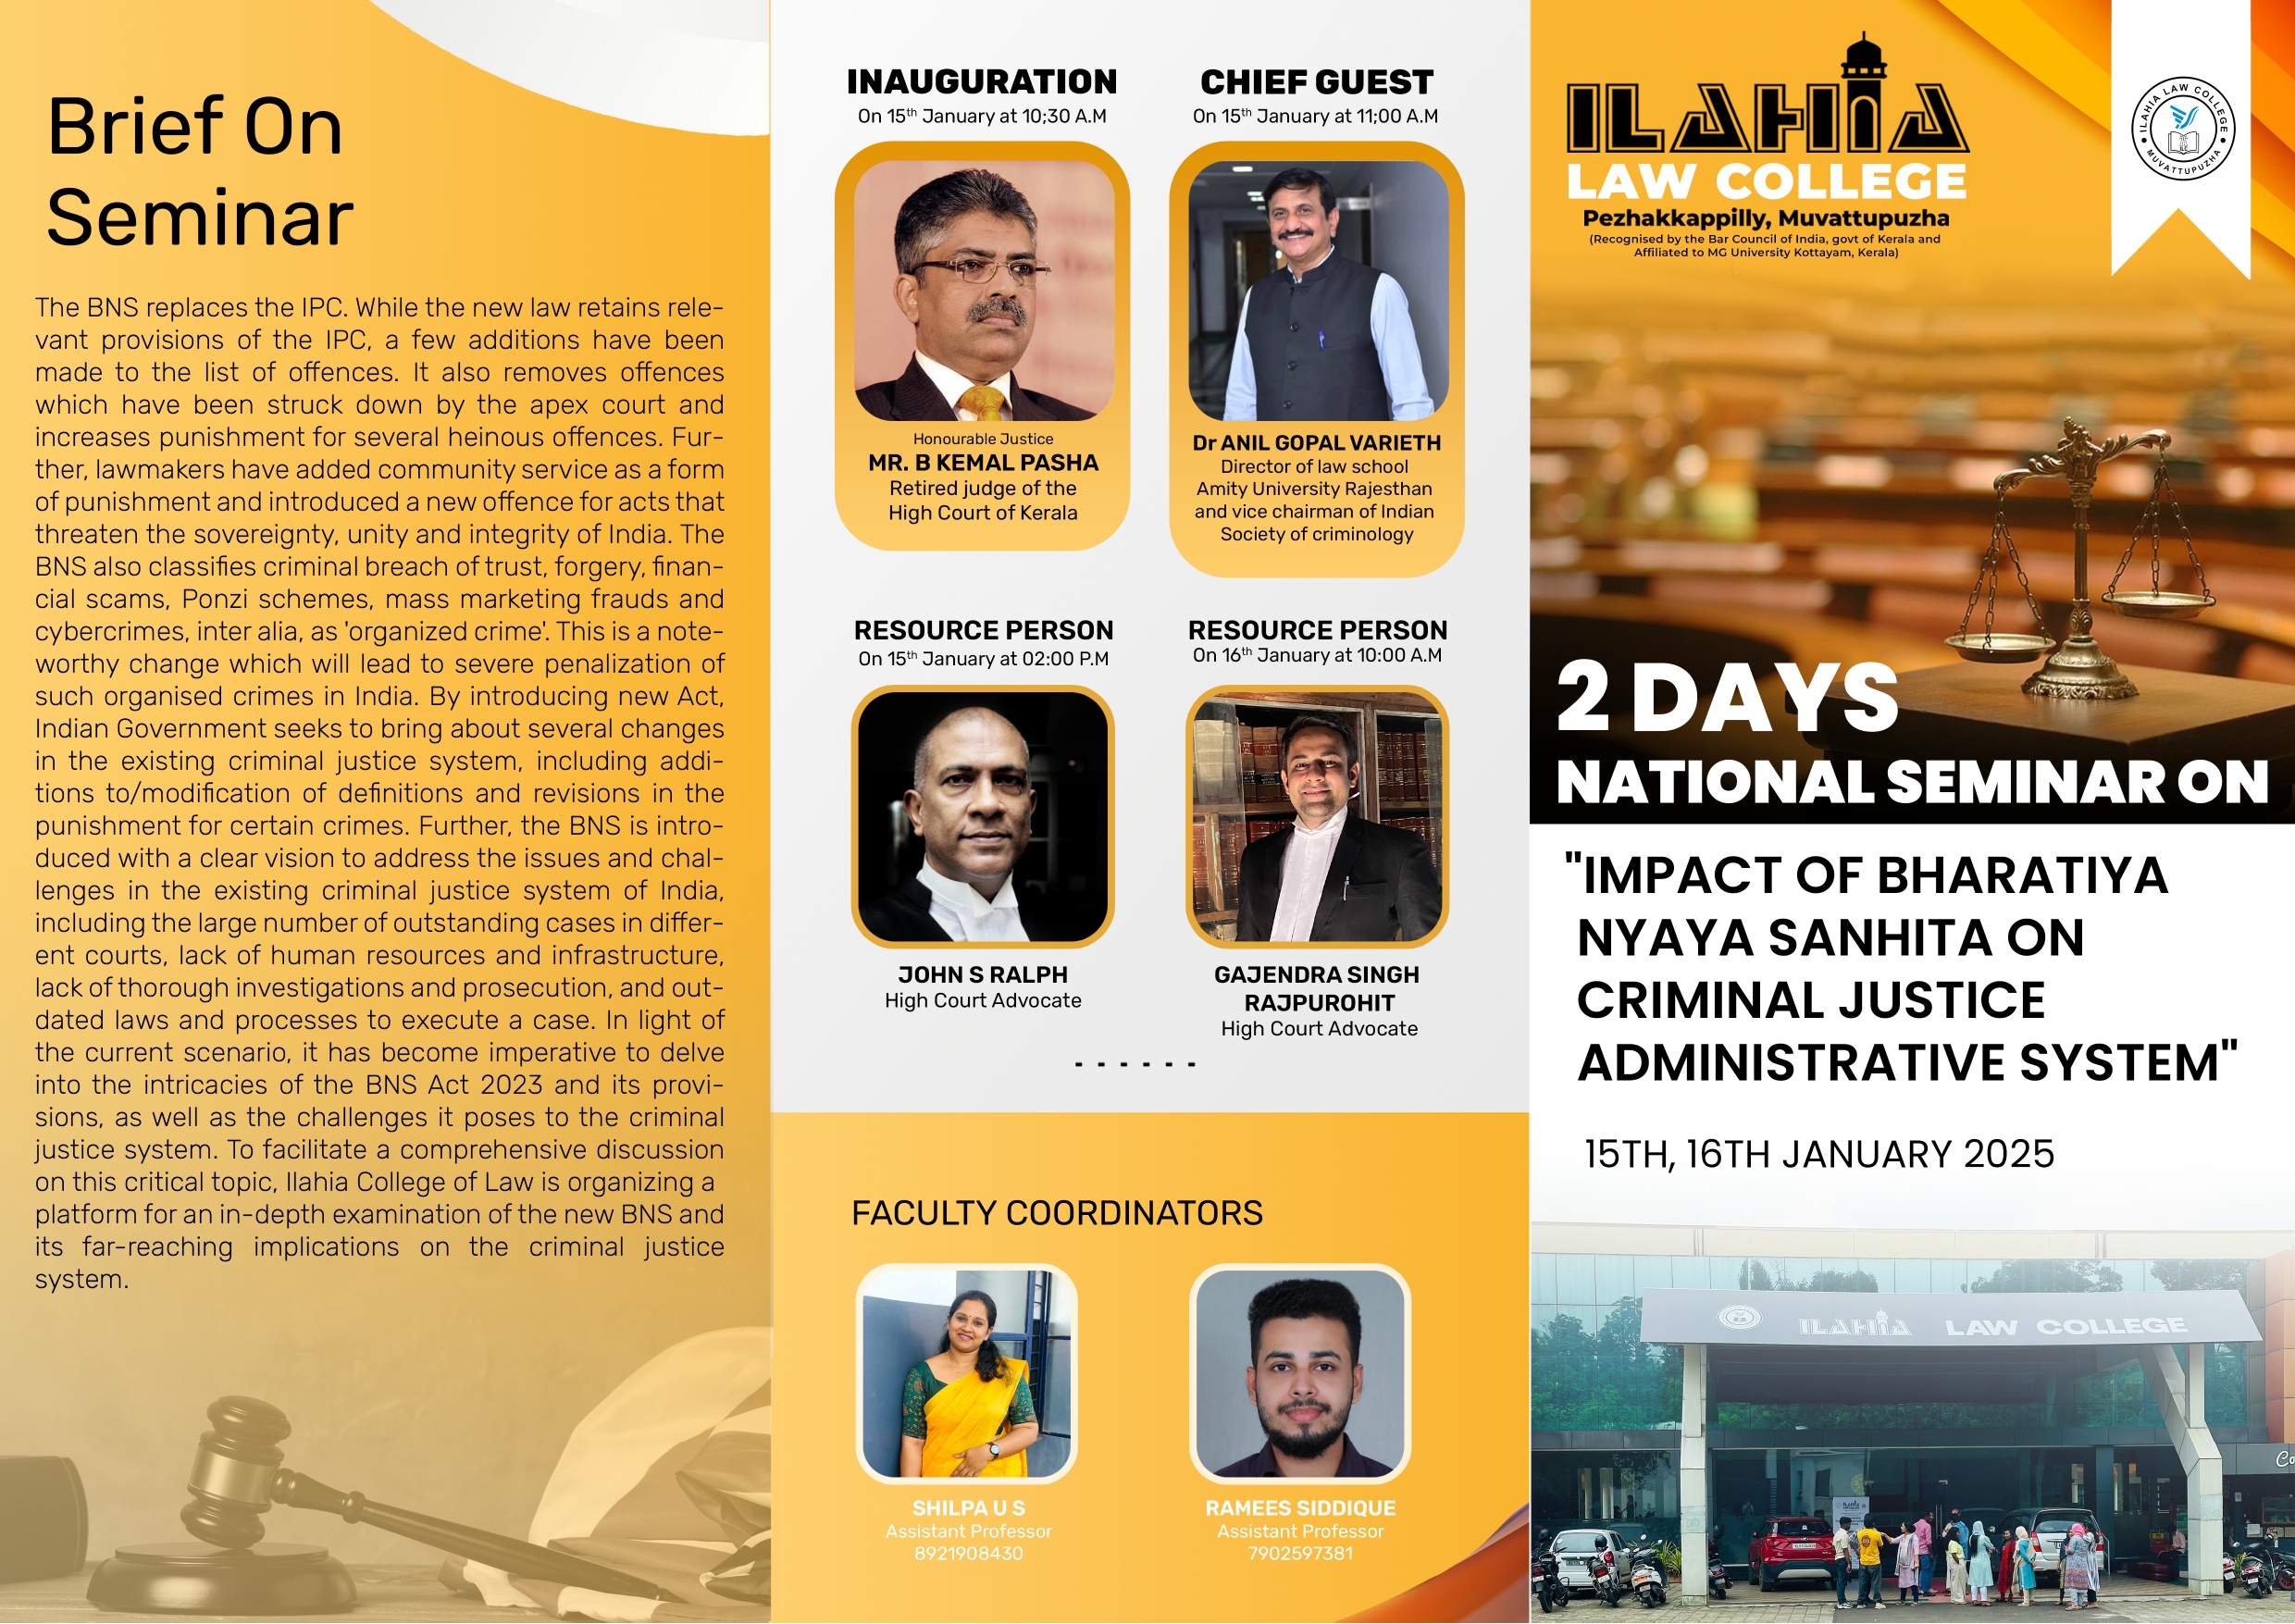 Brief On
Seminar
The BNS replaces the IPC. While the new law retains rele-
vant provisions of the IPC, a few additions have been
made to the list of offences. It also removes offences
which have been struck down by the apex court and
increases punishment for several heinous offences. Fur-
ther, lawmakers have added community service as a form
of punishment and introduced a new offence for acts that
threaten the sovereignty, unity and integrity of India. The
BNS also classifies criminal breach of trust, forgery, finan-
cial scams, Ponzi schemes, mass marketing frauds and
cybercrimes, inter alia, as 'organized crime'. This is a note-
worthy change which will lead to severe penalization of
such organised crimes in India. By introducing new Act,
Indian Government seeks to bring about several changes
in the existing criminal justice system, including addi-
tions to/modification of definitions and revisions in the
punishment for certain crimes. Further, the BNS is intro-
duced with a clear vision to address the issues and chal-
lenges in the existing criminal justice system of India,
including the large number of outstanding cases in differ-
ent courts, lack of human resources and infrastructure,
lack of thorough investigations and prosecution, and out-
dated laws and processes to execute a case. In light of
the current scenario, it has become imperative to delve
into the intricacies of the BNS Act 2023 and its provi-
sions, as well as the challenges it poses to the criminal
justice system. To facilitate a comprehensive discussion
on this critical topic, Ilahia College of Law is organizing a
platform for an in-depth examination of the new BNS and
its far-reaching implications on the criminal justice
system.
INAUGURATION
On 15th January at 10;30 A.M
Honourable Justice
MR. B KEMAL PASHA
Retired judge of the
High Court of Kerala
CHIEF GUEST
On 15th January at 11;00 A.M
Dr ANIL GOPAL VARIETH
Director of law school
Amity University Rajesthan
and vice chairman of Indian
Society of criminology
RESOURCE PERSON
On 15th January at 02:00 P.M
JOHN S RALPH
High Court Advocate
RESOURCE PERSON
On 16th January at 10:00 A.M
GAJENDRA SINGH
RAJPUROHIT
High Court Advocate
- - - - - -
FACULTY COORDINATORS
SHILPA U S
Assistant Professor
8921908430
RAMEES SIDDIQUE
Assistant Professor
7902597381
ILAHIA
LAW COLLEGE
Pezhakkappilly, Muvattupuzha
(Recognised by the Bar Council of India, govt of Kerala and
Affiliated to MG University Kottayam, Kerala)
ILAHIA LAW COLLEGE
MUVATTUPUZHA
2 DAYS
NATIONAL SEMINAR ON
"IMPACT OF BHARATIYA
NYAYA SANHITA ON
CRIMINAL JUSTICE
ADMINISTRATIVE SYSTEM"
15TH, 16TH JANUARY 2025
ILAHIA LAW COLLEGE